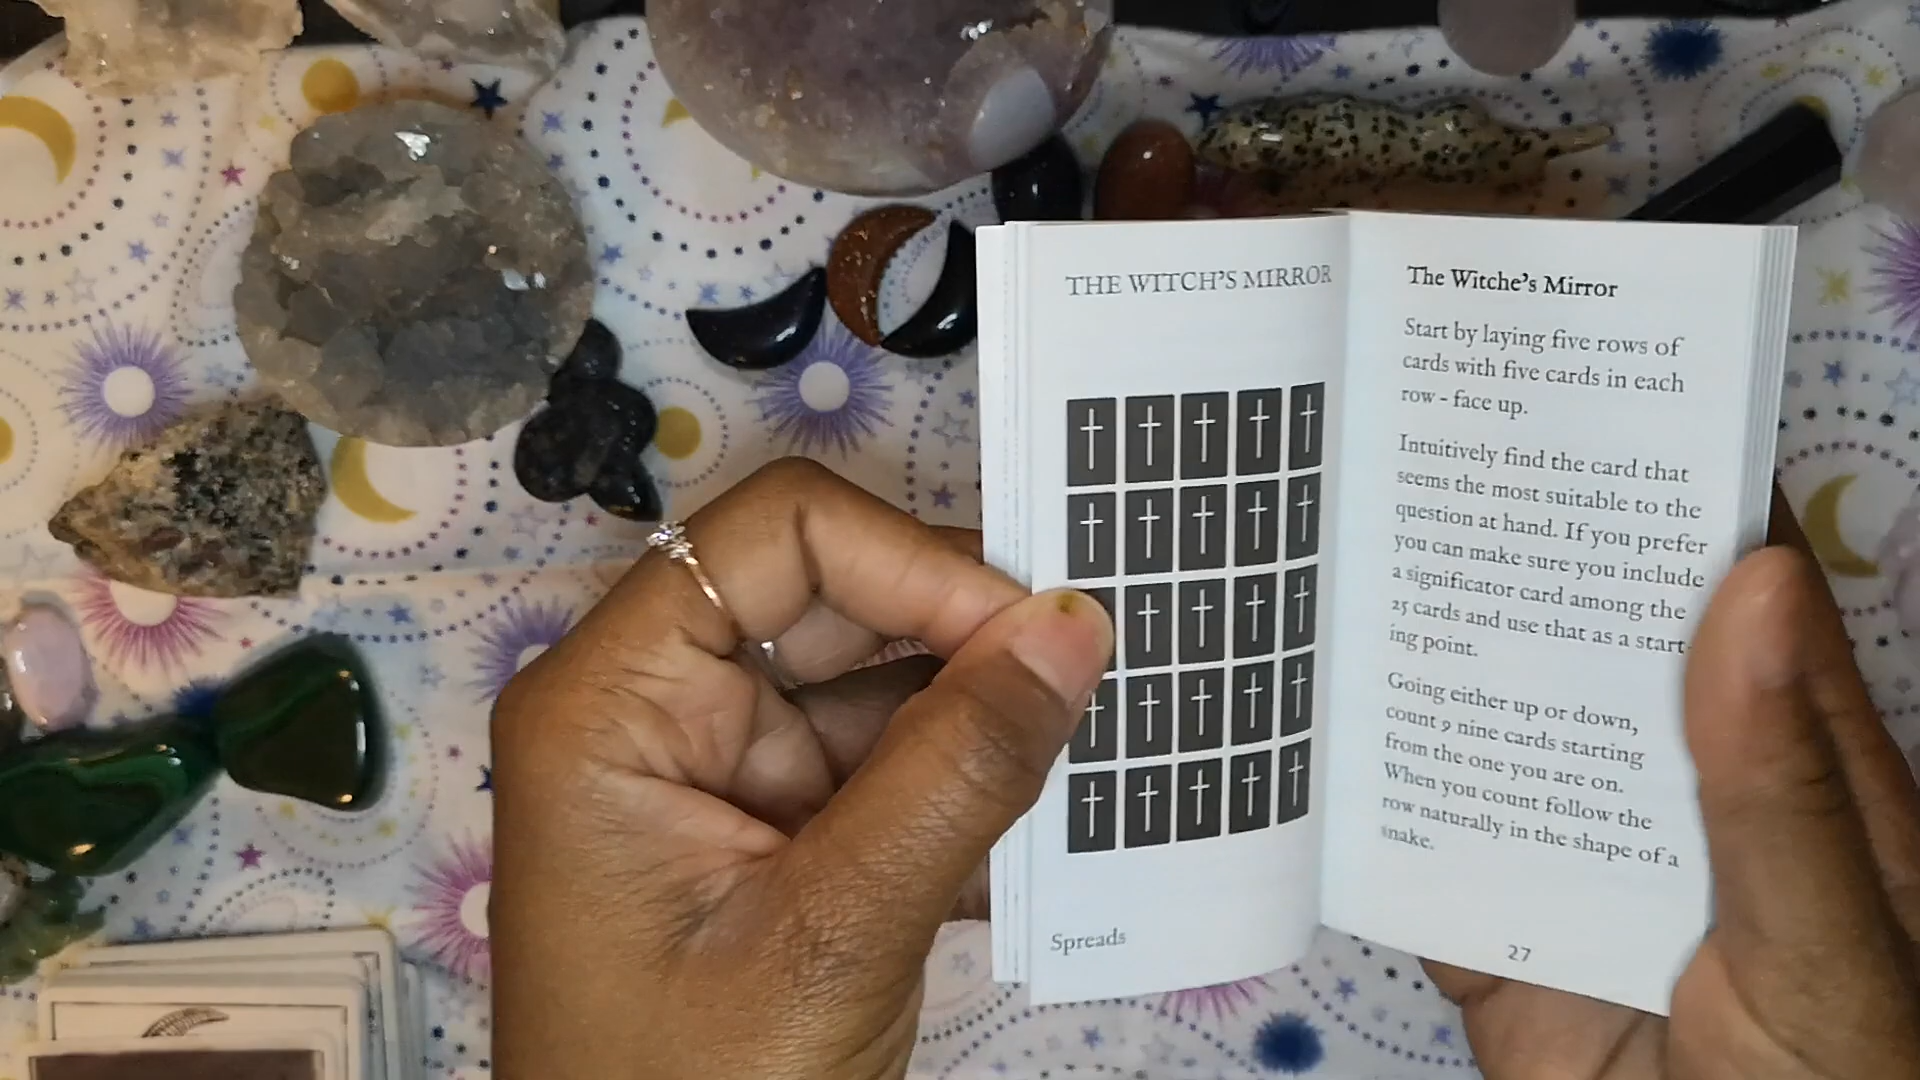 THE WITCH'S MIRROR
Spreads
The Witche's Mirror
Start by laying five rows of
cards with five cards in each
row - face up.
Intuitively find the card that
seems the most suitable to the
question at hand. If you prefer
you can make sure you include
a significator card among the
25 cards and use that as a start-
ing point.
Going either up or down,
count 9 nine cards starting
from the one you are on.
When you count follow the
row naturally in the shape of a
snake.
27